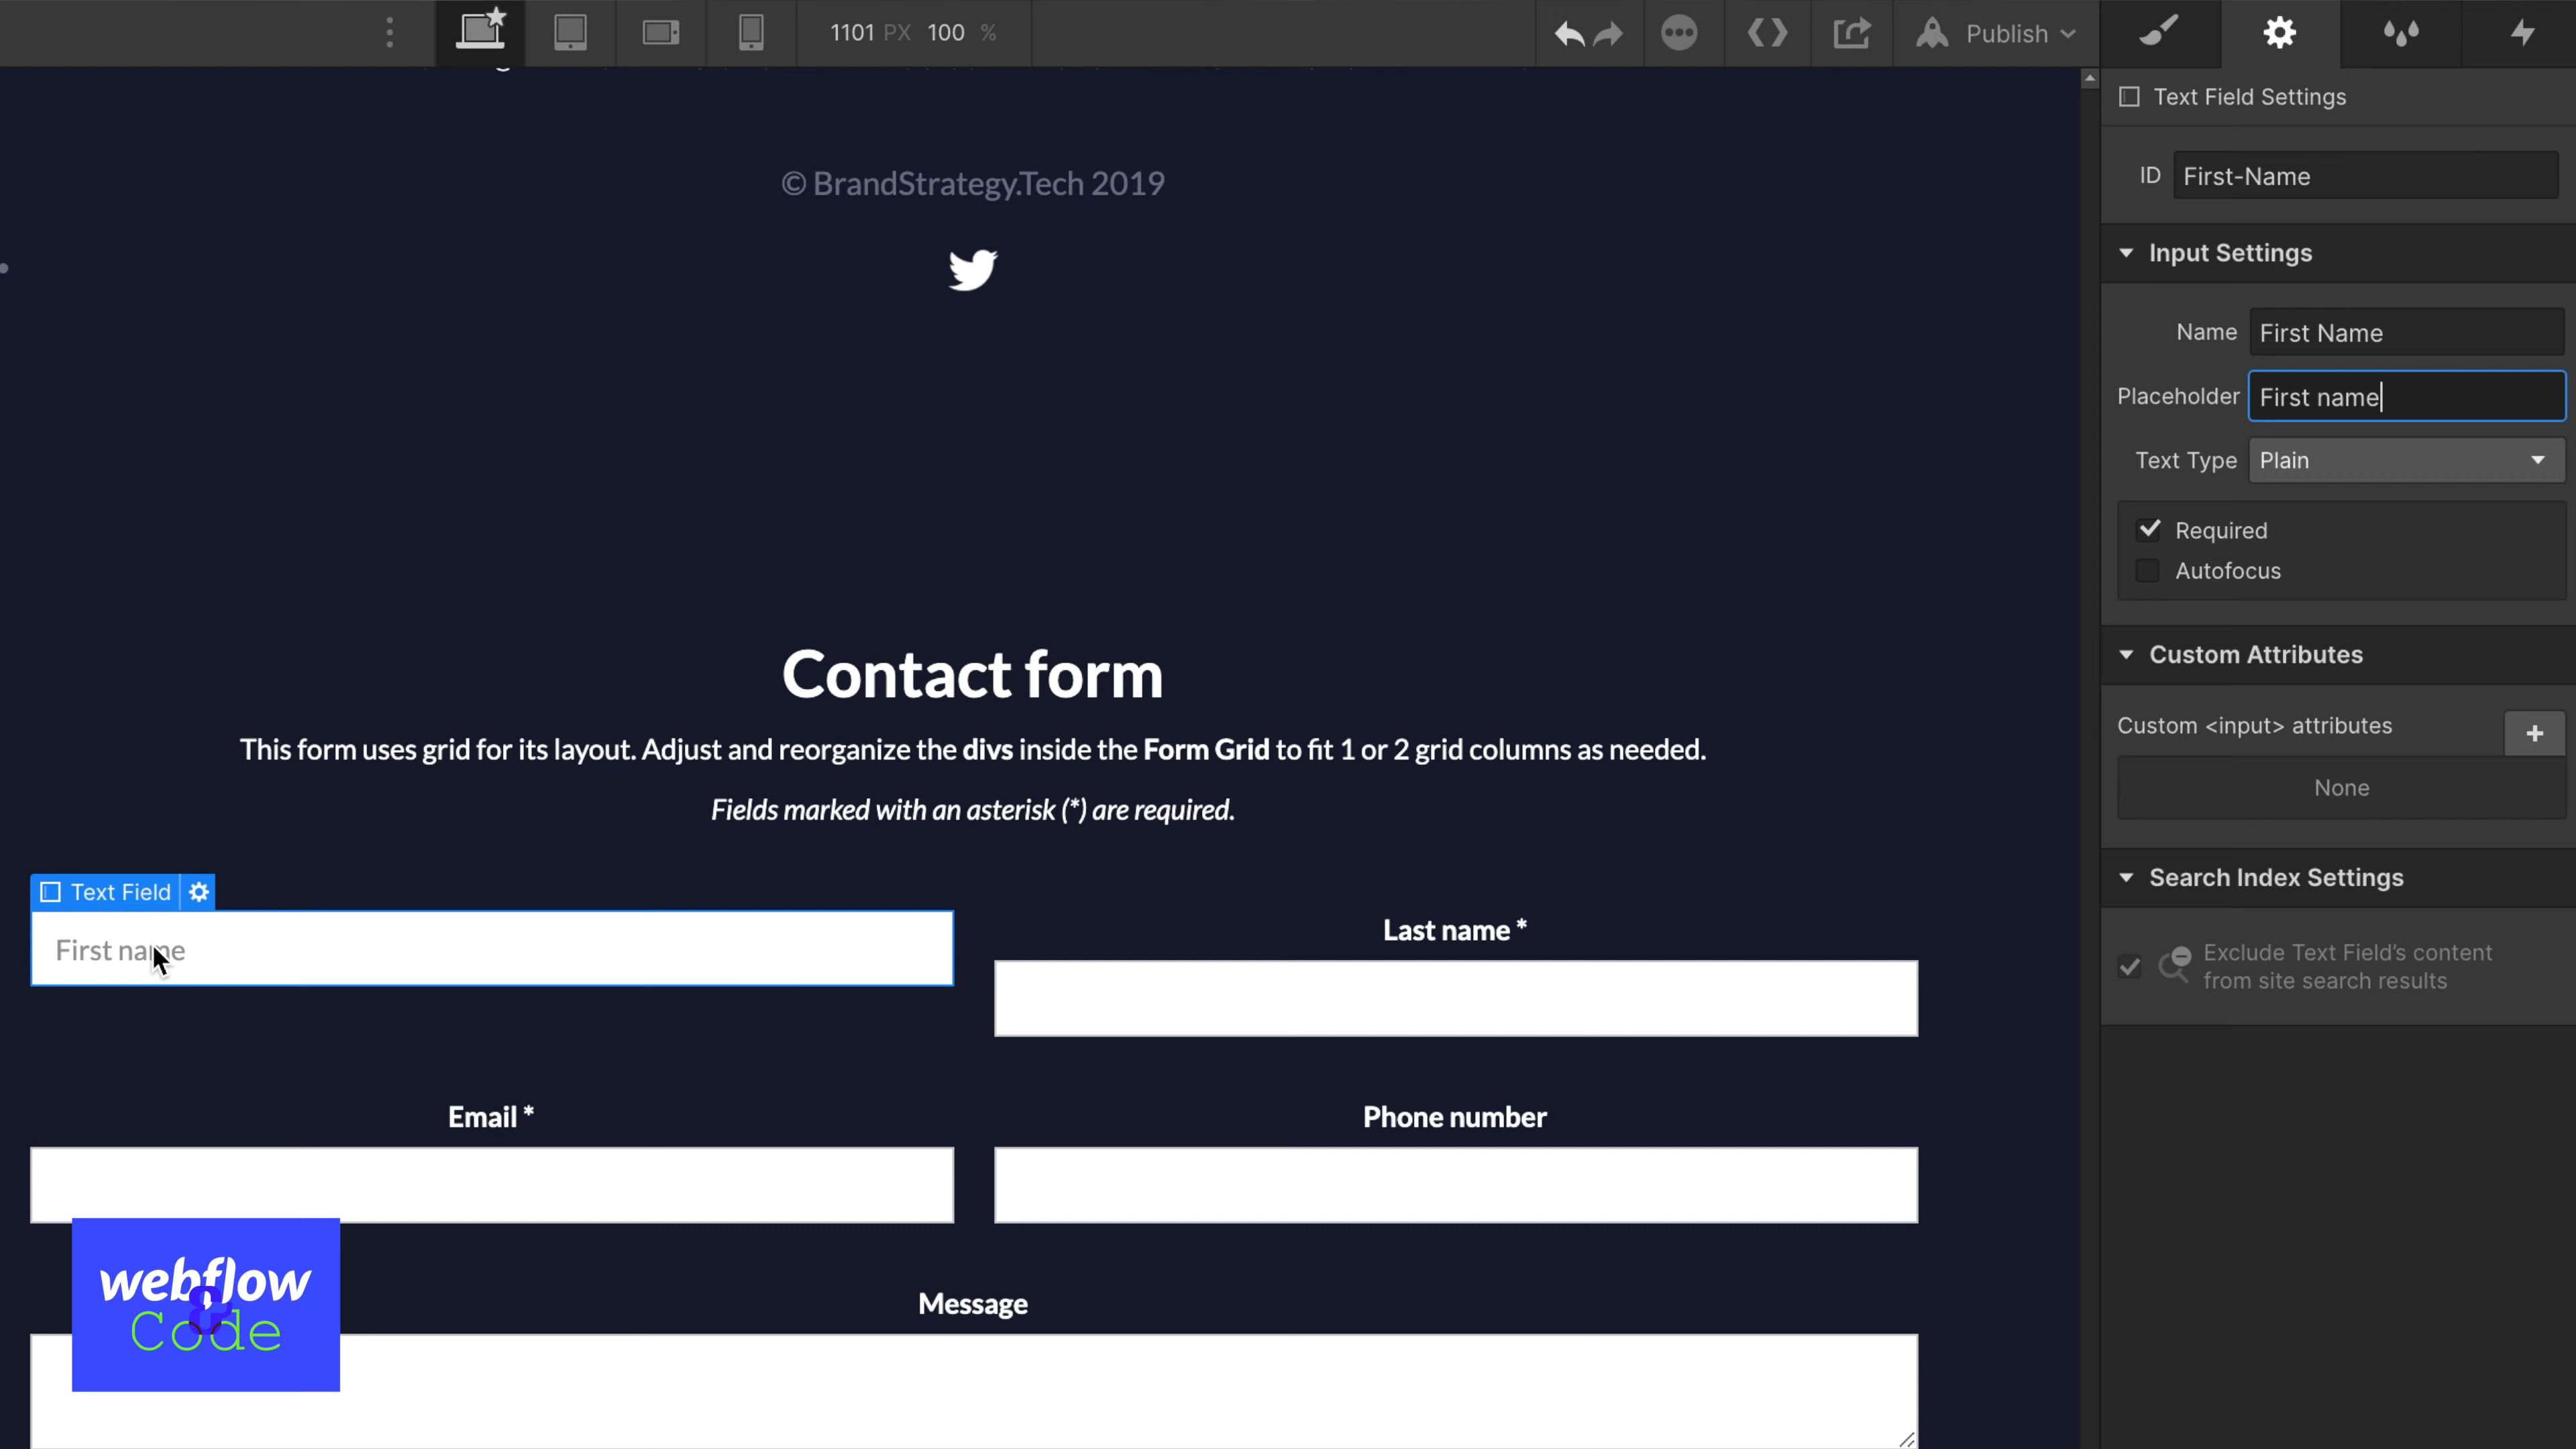 1101 PX 100 %
Publish
Text Field Settings
ID First-Name
Input Settings
Name First Name
Placeholder First name
Text Type Plain
Required
Autofocus
Custom Attributes
Custom <input> attributes
+
None
Search Index Settings
Exclude Text Field's content
from site search results
© BrandStrategy.Tech 2019
Contact form
This form uses grid for its layout. Adjust and reorganize the divs inside the Form Grid to fit 1 or 2 grid columns as needed.
Fields marked with an asterisk (*) are required.
Text Field
First name
Last name *
Email *
Phone number
Message
webflow
&
Code